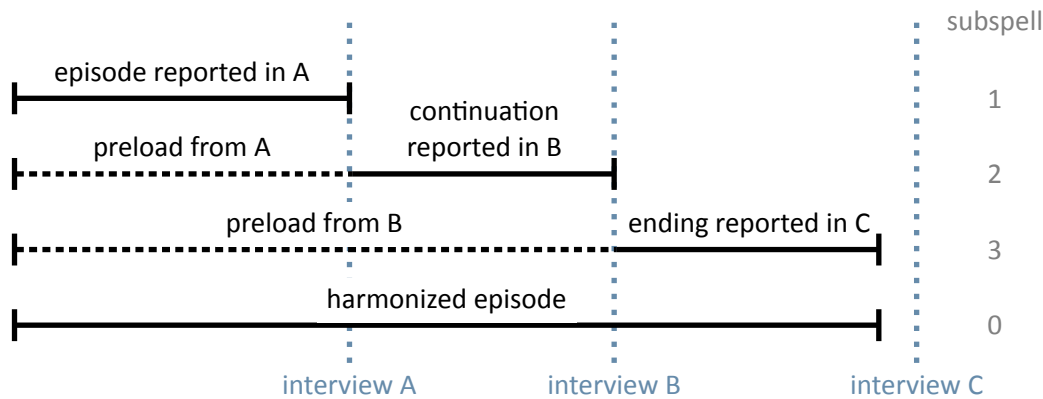 subspell
episode reported in A
1
continuation
reported in B
preload from A
2
preload from B
ending reported in C
3
harmonized episode
0
interview A
interview B
interview C